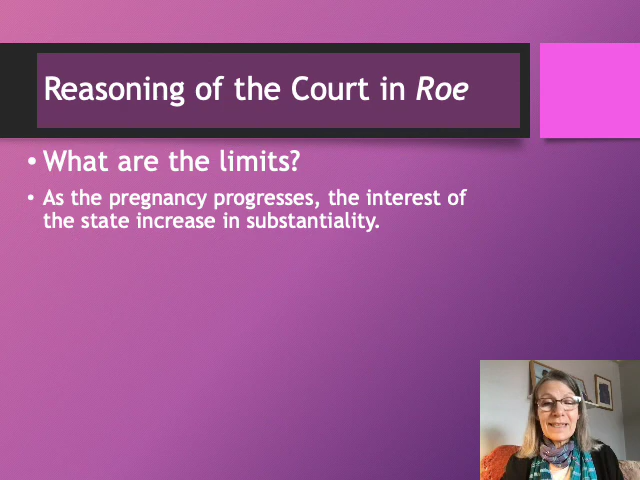 Reasoning of the Court in Roe
• What are the limits?
• As the pregnancy progresses, the interest of
the state increase in substantiality.